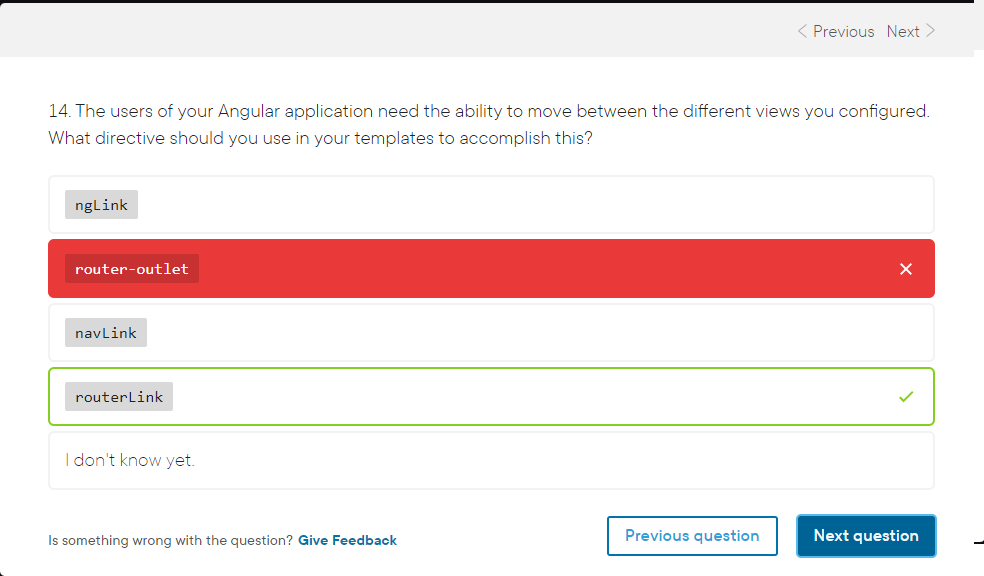 Previous Next
14. The users of your Angular application need the ability to move between the different views you configured.
What directive should you use in your templates to accomplish this?
ngLink
router-outlet
navLink
routerLink
I don't know yet.
Is something wrong with the question? Give Feedback
Previous question
Next question